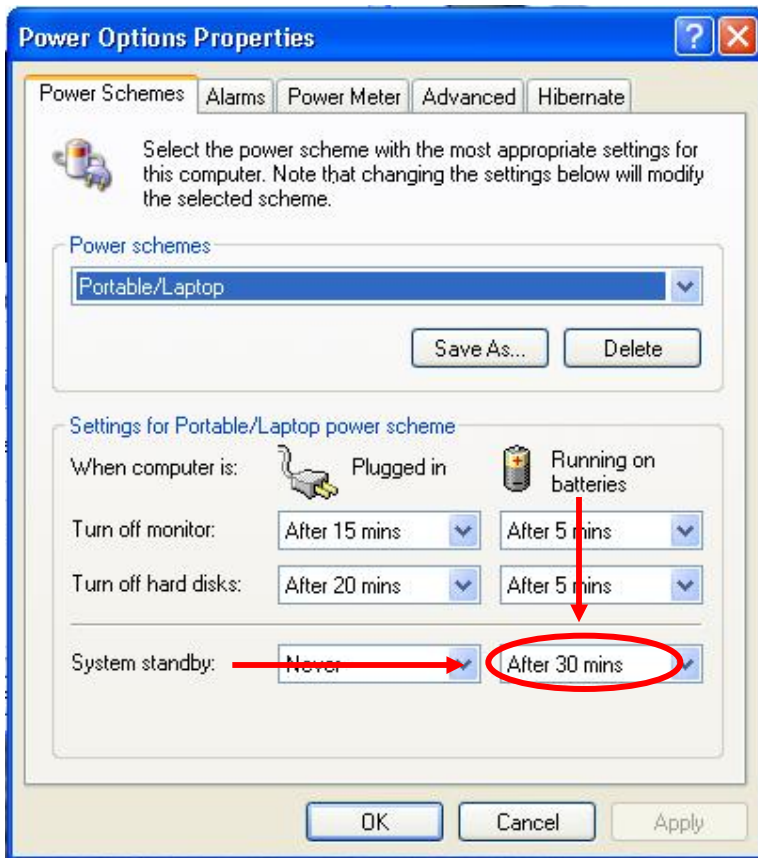 Power Options Properties
Power Schemes Alarms Power Meter Advanced Hibernate
Select the power scheme with the most appropriate settings for
this computer. Note that changing the settings below will modify
the selected scheme.
Power schemes
Portable/Laptop
Save As... Delete
Settings for Portable/Laptop power scheme
When computer is: Plugged in Running on
batteries
Turn off monitor: After 15 mins After 5 mins
Turn off hard disks: After 20 mins After 5 mins
System standby: Never After 30 mins
OK Cancel Apply